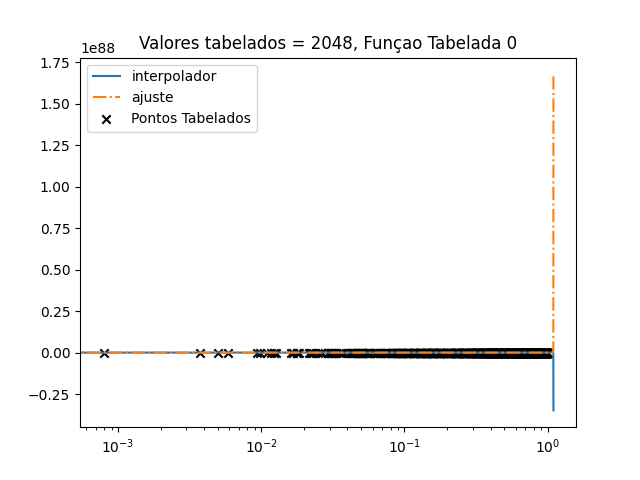 Valores tabelados = 2048, Funçao Tabelada 0
1e88
1.75
1.50
1.25
1.00
0.75
0.50
0.25
0.00
−0.25
interpolador
ajuste
Pontos Tabelados
10⁻³
10⁻²
10⁻¹
10⁰